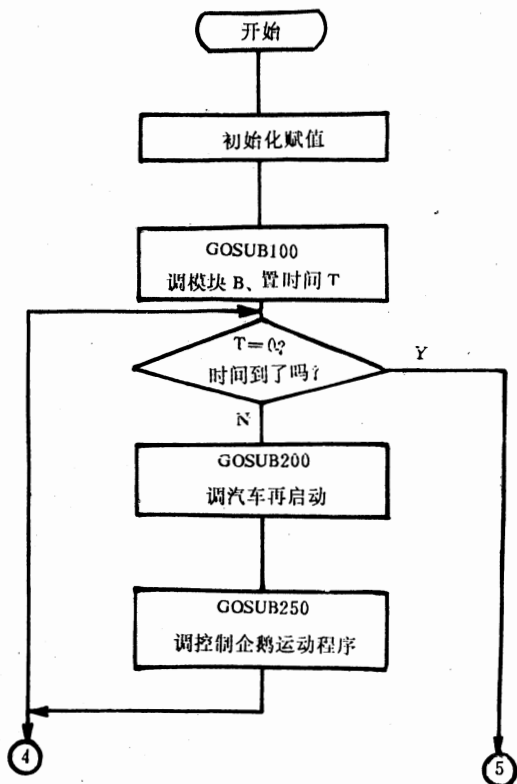 开始
初始化赋值
GOSUB100
调模块 B、置时间 T
T=0?
时间到了吗?
Y
N
GOSUB200
调汽车再启动
GOSUB250
调控制企鹅运动程序
4
5